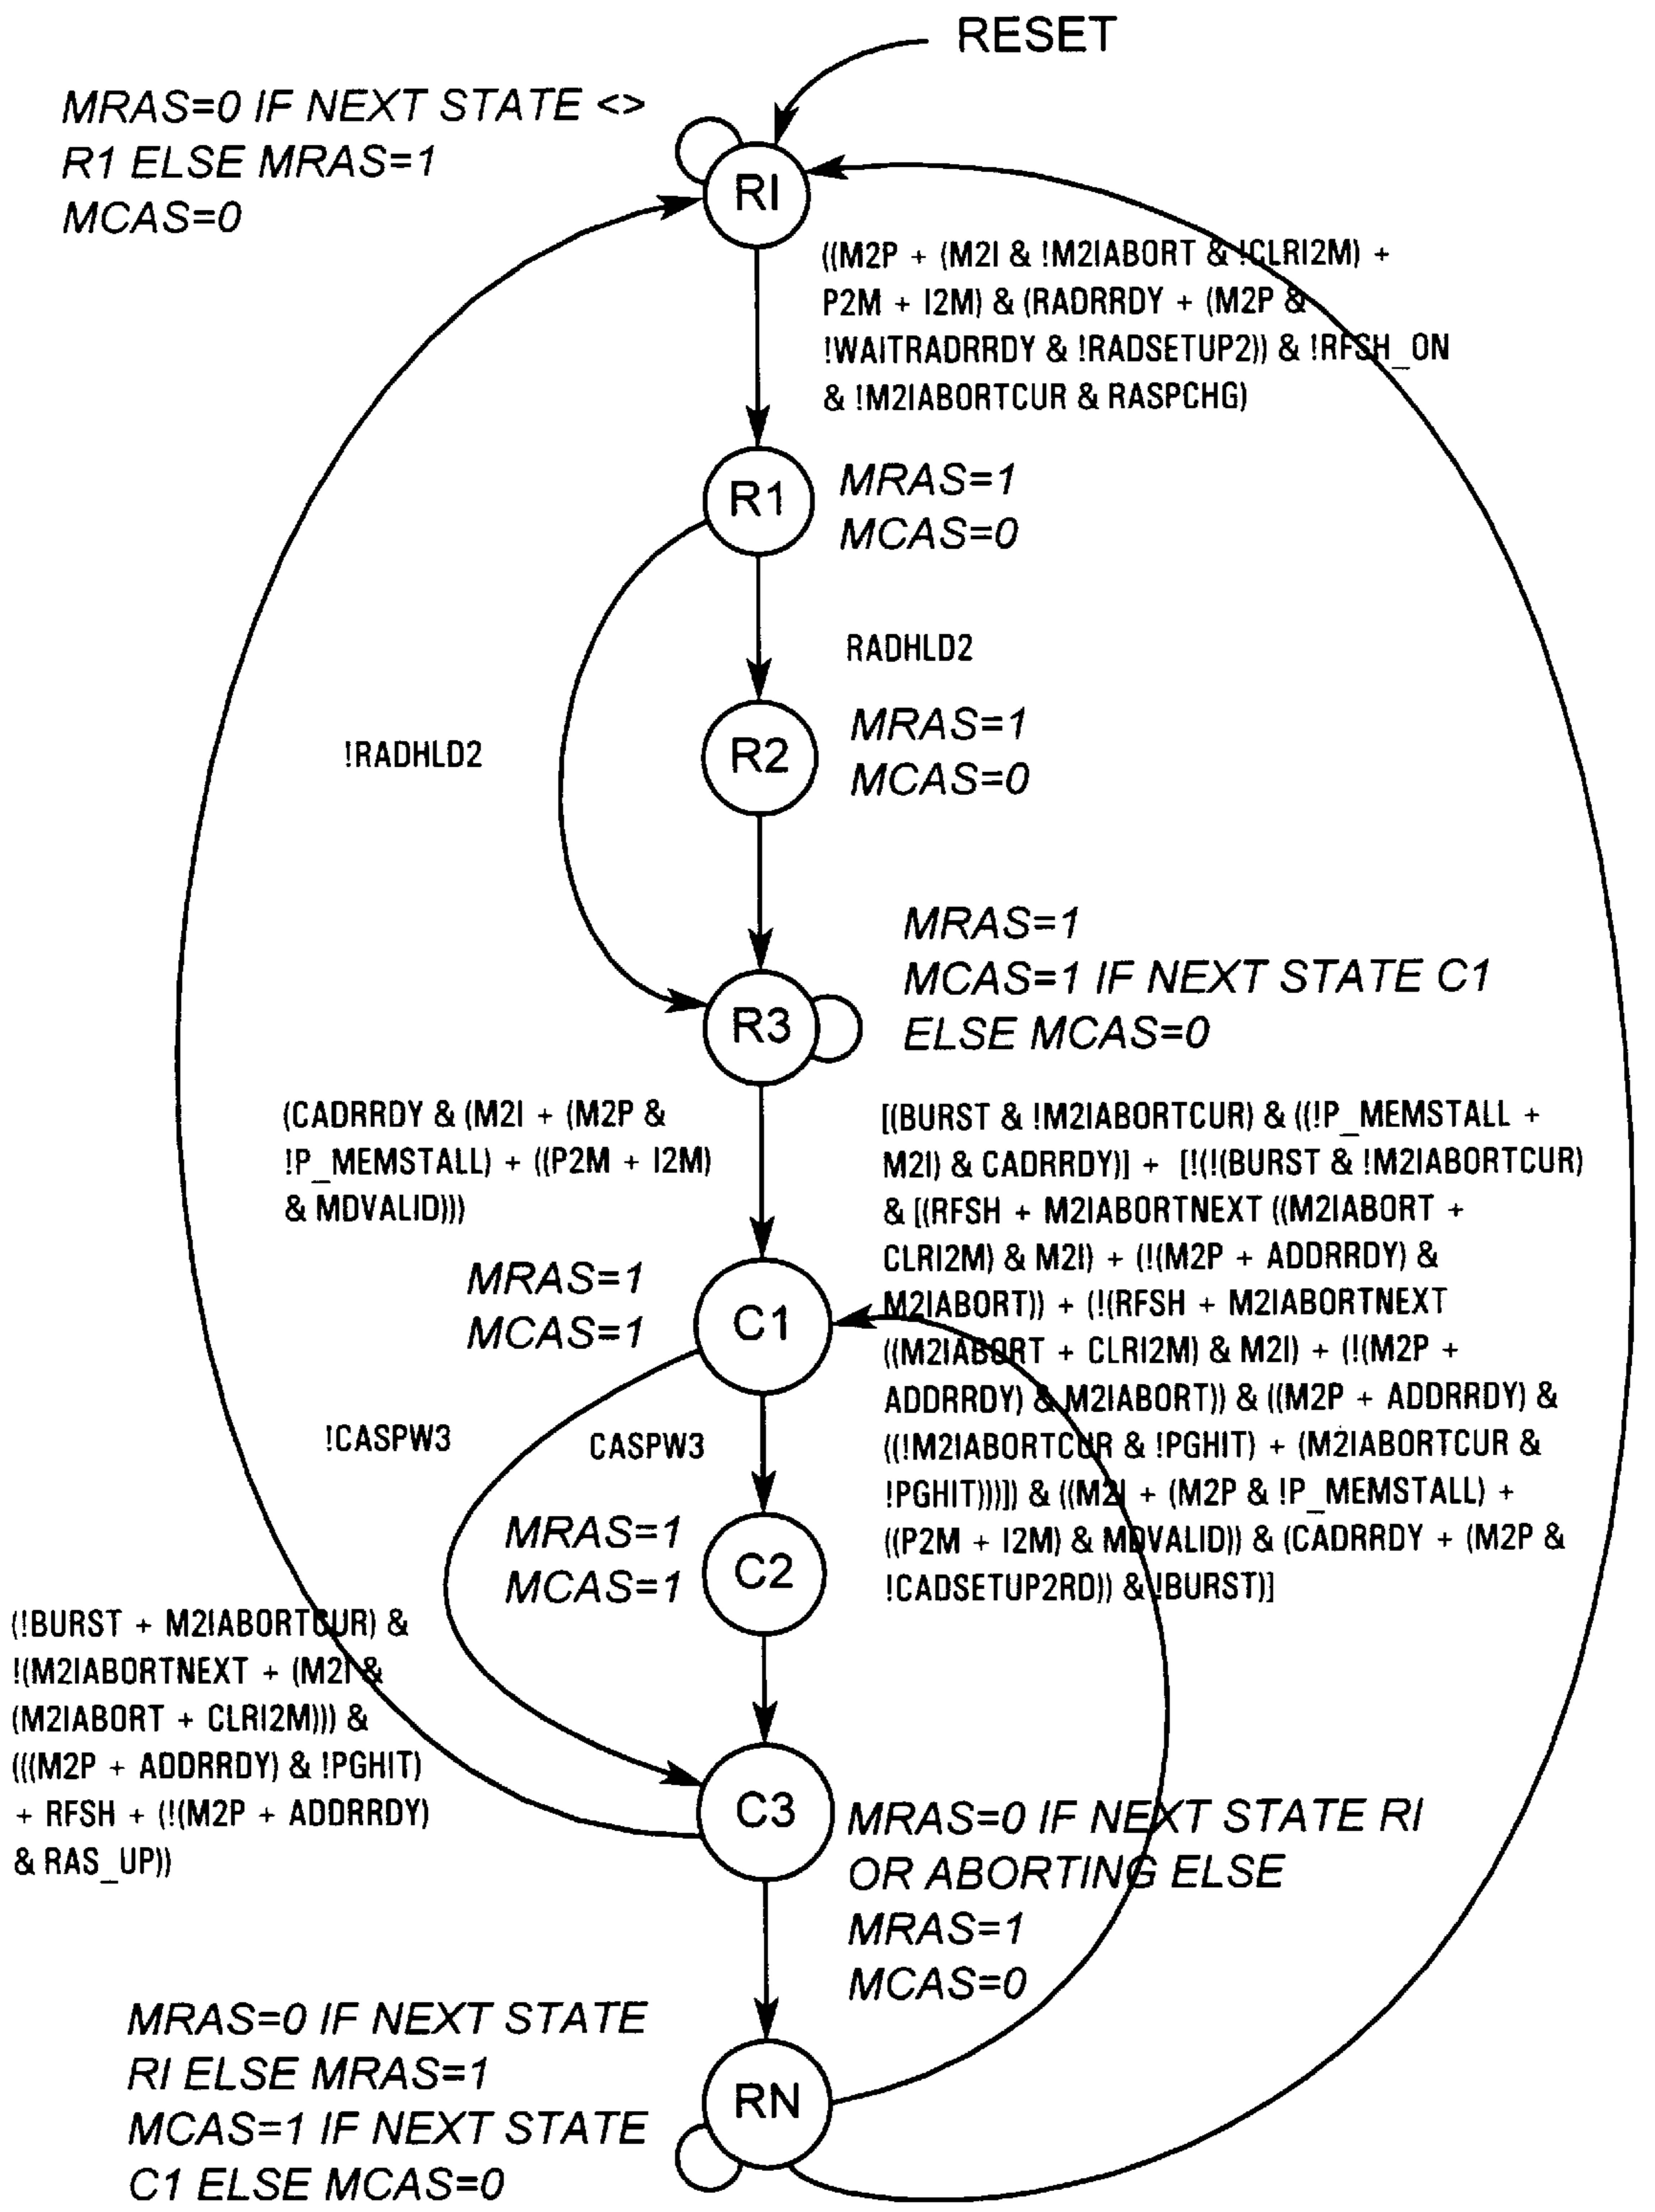 RESET
MRAS=0 IF NEXT STATE <>
R1 ELSE MRAS=1
MCAS=0
RI
((M2P + (M2I & !M2IABORT & !CLRI2M) +
P2M + I2M) & (RADRRDY + (M2P &
!WAITRADRRDY & !RADSETUP2)) & !RFSH_ON
& !M2IABORTCUR & RASPCHG)
R1
MRAS=1
MCAS=0
RADHLD2
!RADHLD2
R2
MRAS=1
MCAS=0
MRAS=1
MCAS=1 IF NEXT STATE C1
ELSE MCAS=0
R3
(CADRRDY & (M2I + (M2P &
!P_MEMSTALL) + ((P2M + I2M)
& MDVALID)))
[(BURST & !M2IABORTCUR) & ((!P_MEMSTALL +
M2I) & CADRRDY)] + [!(!(BURST & !M2IABORTCUR)
& [(RFSH + M2IABORTNEXT ((M2IABORT +
CLRI2M) & M2I) + (!(M2P + ADDRRDY) &
M2IABORT)) + (!(RFSH + M2IABORTNEXT
((M2IABORT + CLRI2M) & M2I) + (!(M2P +
ADDRRDY) & M2IABORT)) & ((M2P + ADDRRDY) &
((!M2IABORTCUR & !PGHIT) + (M2IABORTCUR &
!PGHIT)))]) & ((M2I + (M2P & !P_MEMSTALL) +
((P2M + I2M) & MDVALID)) & (CADRRDY + (M2P &
!CADSETUP2RD)) & !BURST)]
MRAS=1
MCAS=1
C1
!CASPW3
CASPW3
MRAS=1
MCAS=1
C2
(!BURST + M2IABORTCUR) &
!(M2IABORTNEXT + (M2I &
(M2IABORT + CLRI2M))) &
(((M2P + ADDRRDY) & !PGHIT)
+ RFSH + (!(M2P + ADDRRDY)
& RAS_UP))
C3
MRAS=0 IF NEXT STATE RI
OR ABORTING ELSE
MRAS=1
MCAS=0
MRAS=0 IF NEXT STATE
RI ELSE MRAS=1
MCAS=1 IF NEXT STATE
C1 ELSE MCAS=0
RN